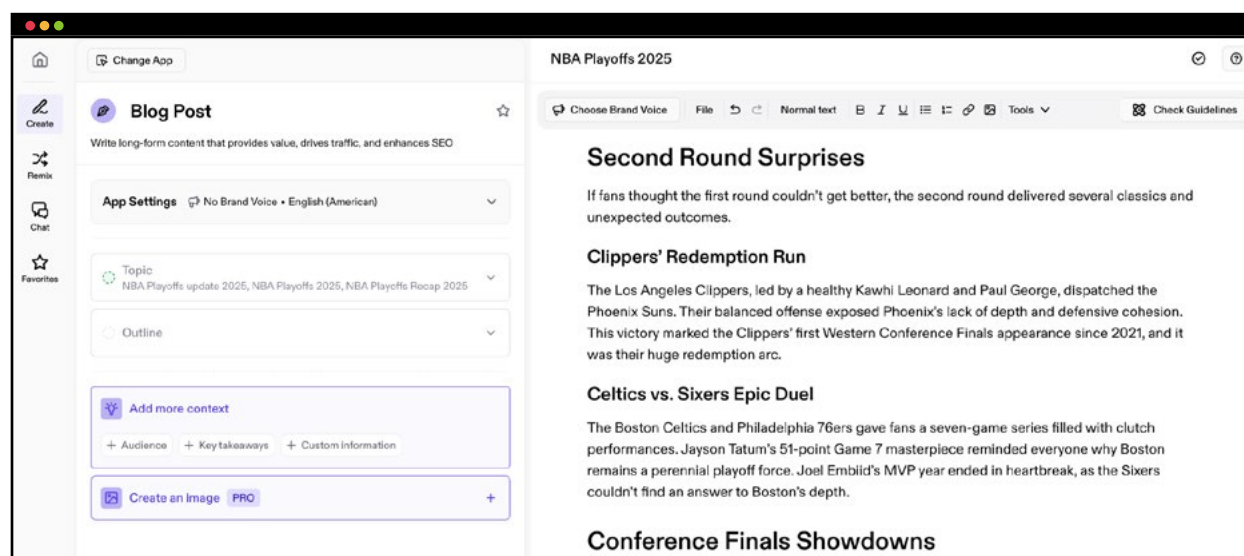 Change App
NBA Playoffs 2025
Create
Blog Post
Write long-form content that provides value, drives traffic, and enhances SEO
Remix
Chat
Favorites
App Settings No Brand Voice • English (American)
Topic
NBA Playoffs update 2025, NBA Playoffs 2025, NBA Playoffs Recap 2025
Outline
Add more context
+ Audience + Key takeaways + Custom information
Create an Image PRO +
Choose Brand Voice File Normal text B I U Tools Check Guidelines
Second Round Surprises
If fans thought the first round couldn't get better, the second round delivered several classics and
unexpected outcomes.
Clippers' Redemption Run
The Los Angeles Clippers, led by a healthy Kawhi Leonard and Paul George, dispatched the
Phoenix Suns. Their balanced offense exposed Phoenix's lack of depth and defensive cohesion.
This victory marked the Clippers' first Western Conference Finals appearance since 2021, and it
was their huge redemption arc.
Celtics vs. Sixers Epic Duel
The Boston Celtics and Philadelphia 76ers gave fans a seven-game series filled with clutch
performances. Jayson Tatum's 51-point Game 7 masterpiece reminded everyone why Boston
remains a perennial playoff force. Joel Embiid's MVP year ended in heartbreak, as the Sixers
couldn't find an answer to Boston's depth.
Conference Finals Showdowns